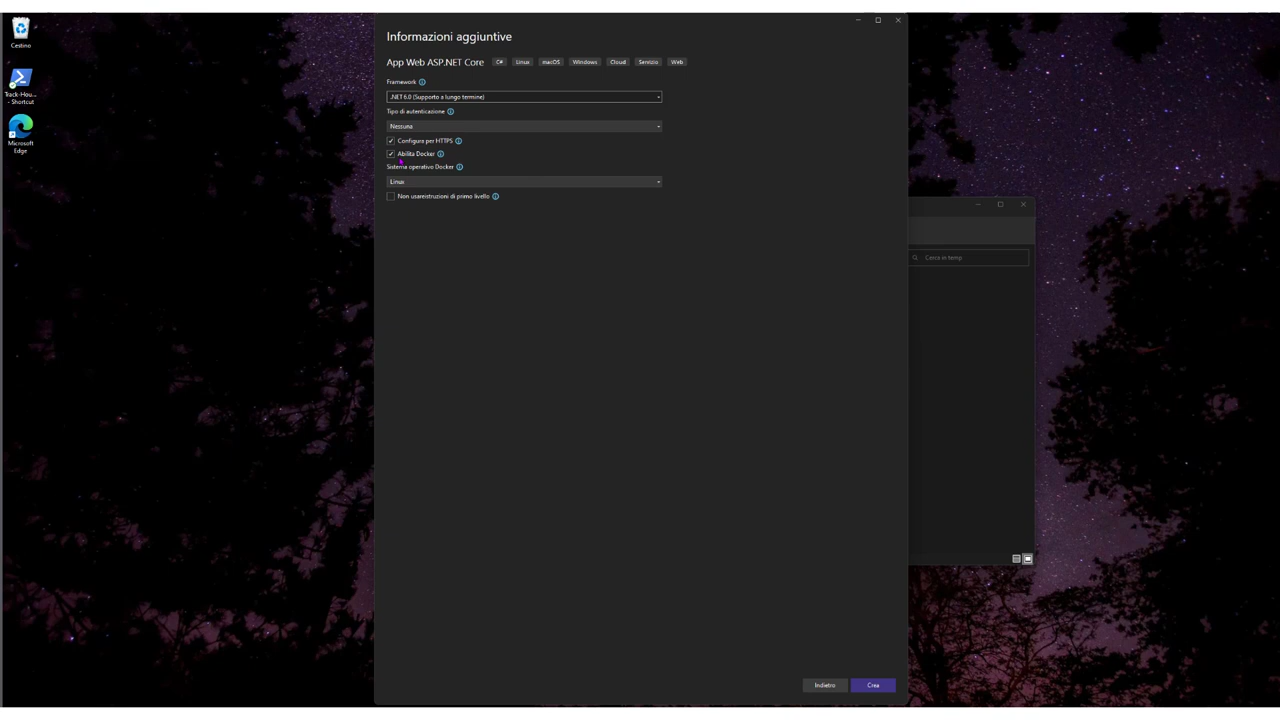 Cestino
Track-Hou...
- Shortcut
Microsoft
Edge
Informazioni aggiuntive
App Web ASP.NET Core C# Linux macOS Windows Cloud Servizio Web
Framework
.NET 6.0 (Supporto a lungo termine)
Tipo di autenticazione
Nessuna
Configura per HTTPS
Abilita Docker
Sistema operativo Docker
Linux
Non usareistruzioni di primo livello
Cerca in temp
Indietro Crea